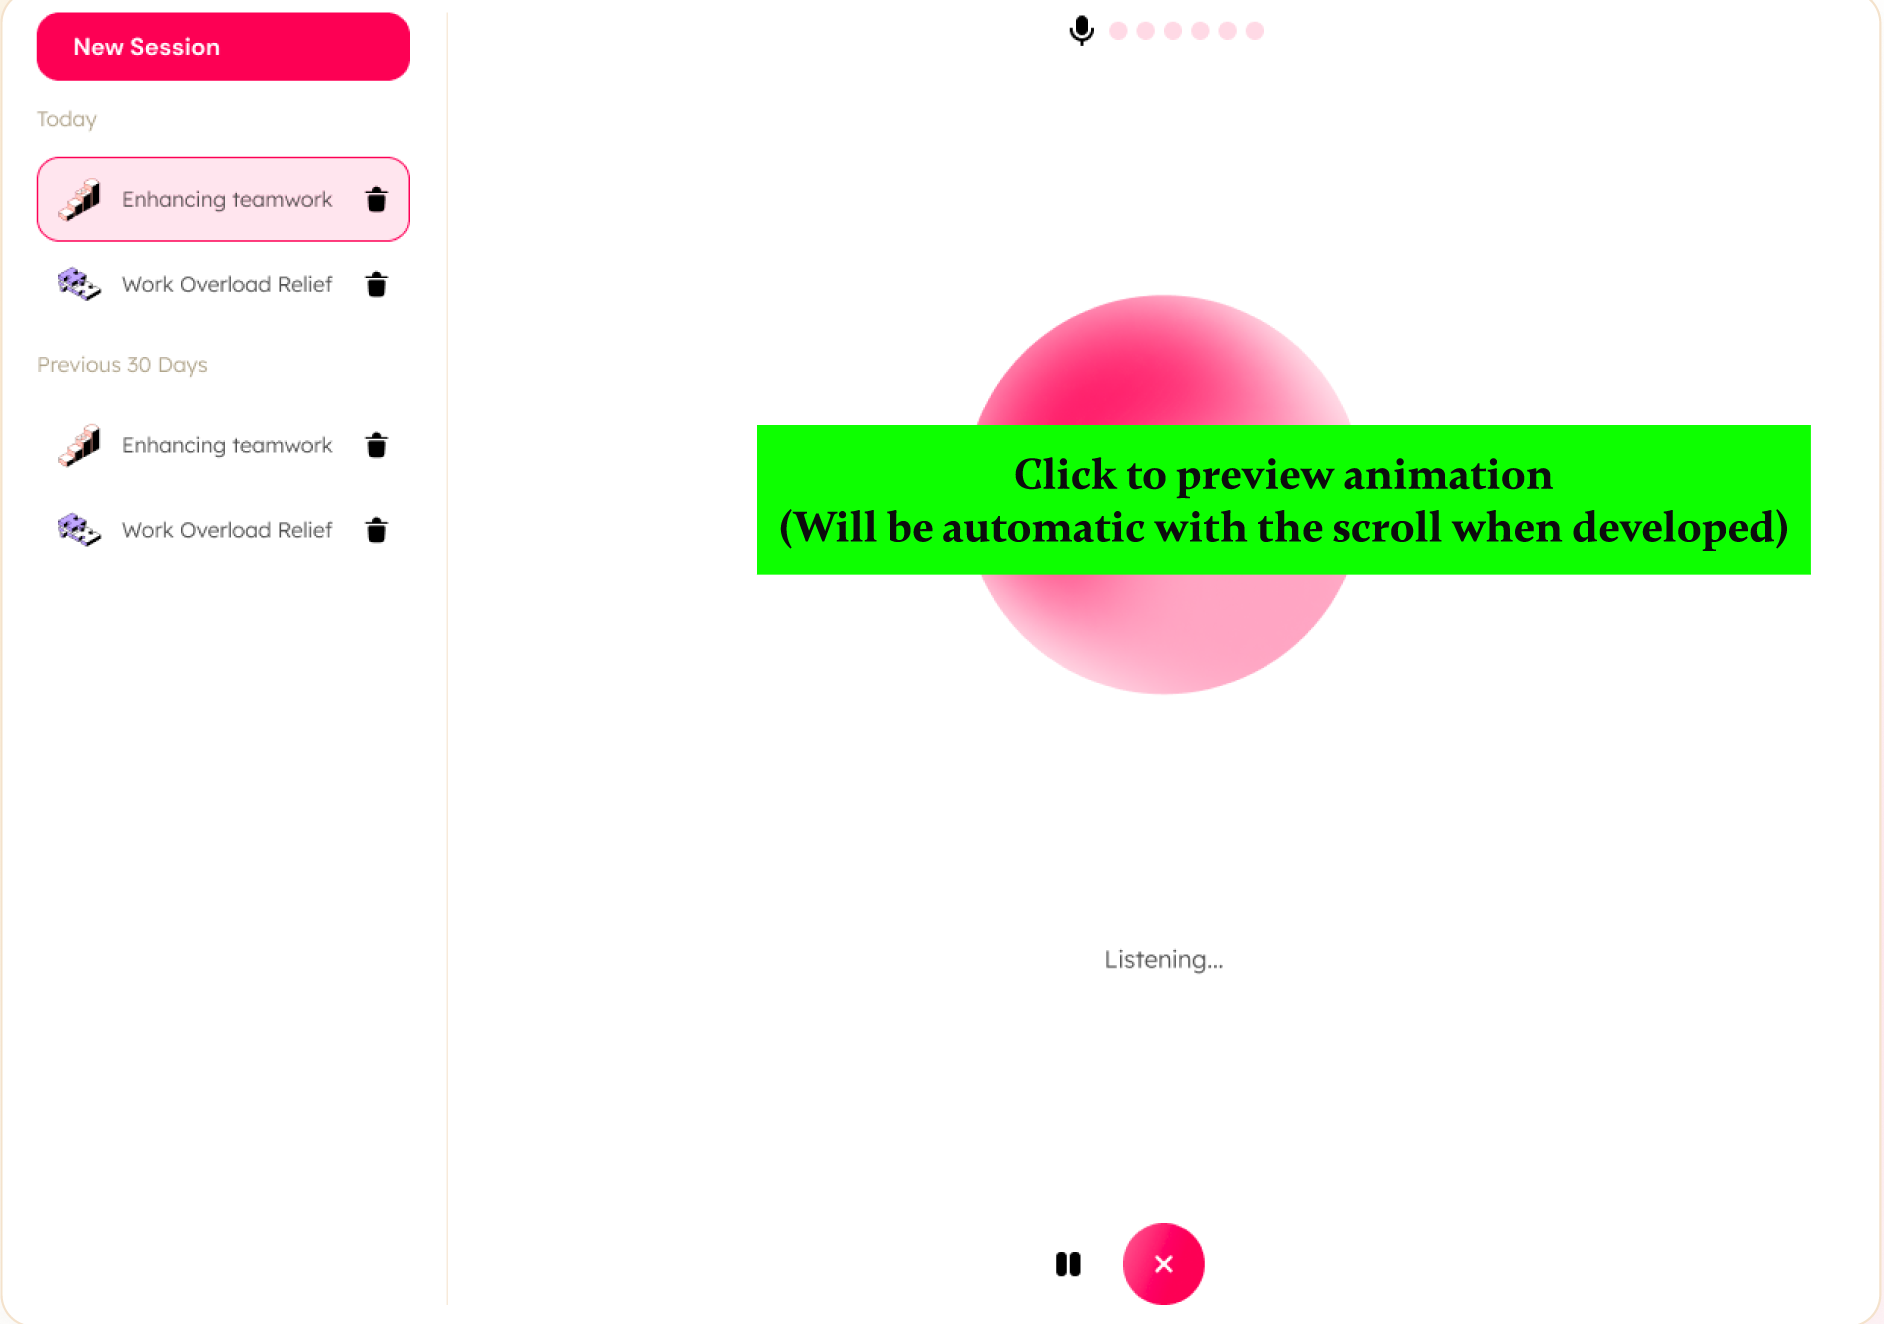 New Session
Today
Enhancing teamwork
Work Overload Relief
Previous 30 Days
Enhancing teamwork
Work Overload Relief
Click to preview animation
(Will be automatic with the scroll when developed)
Listening...